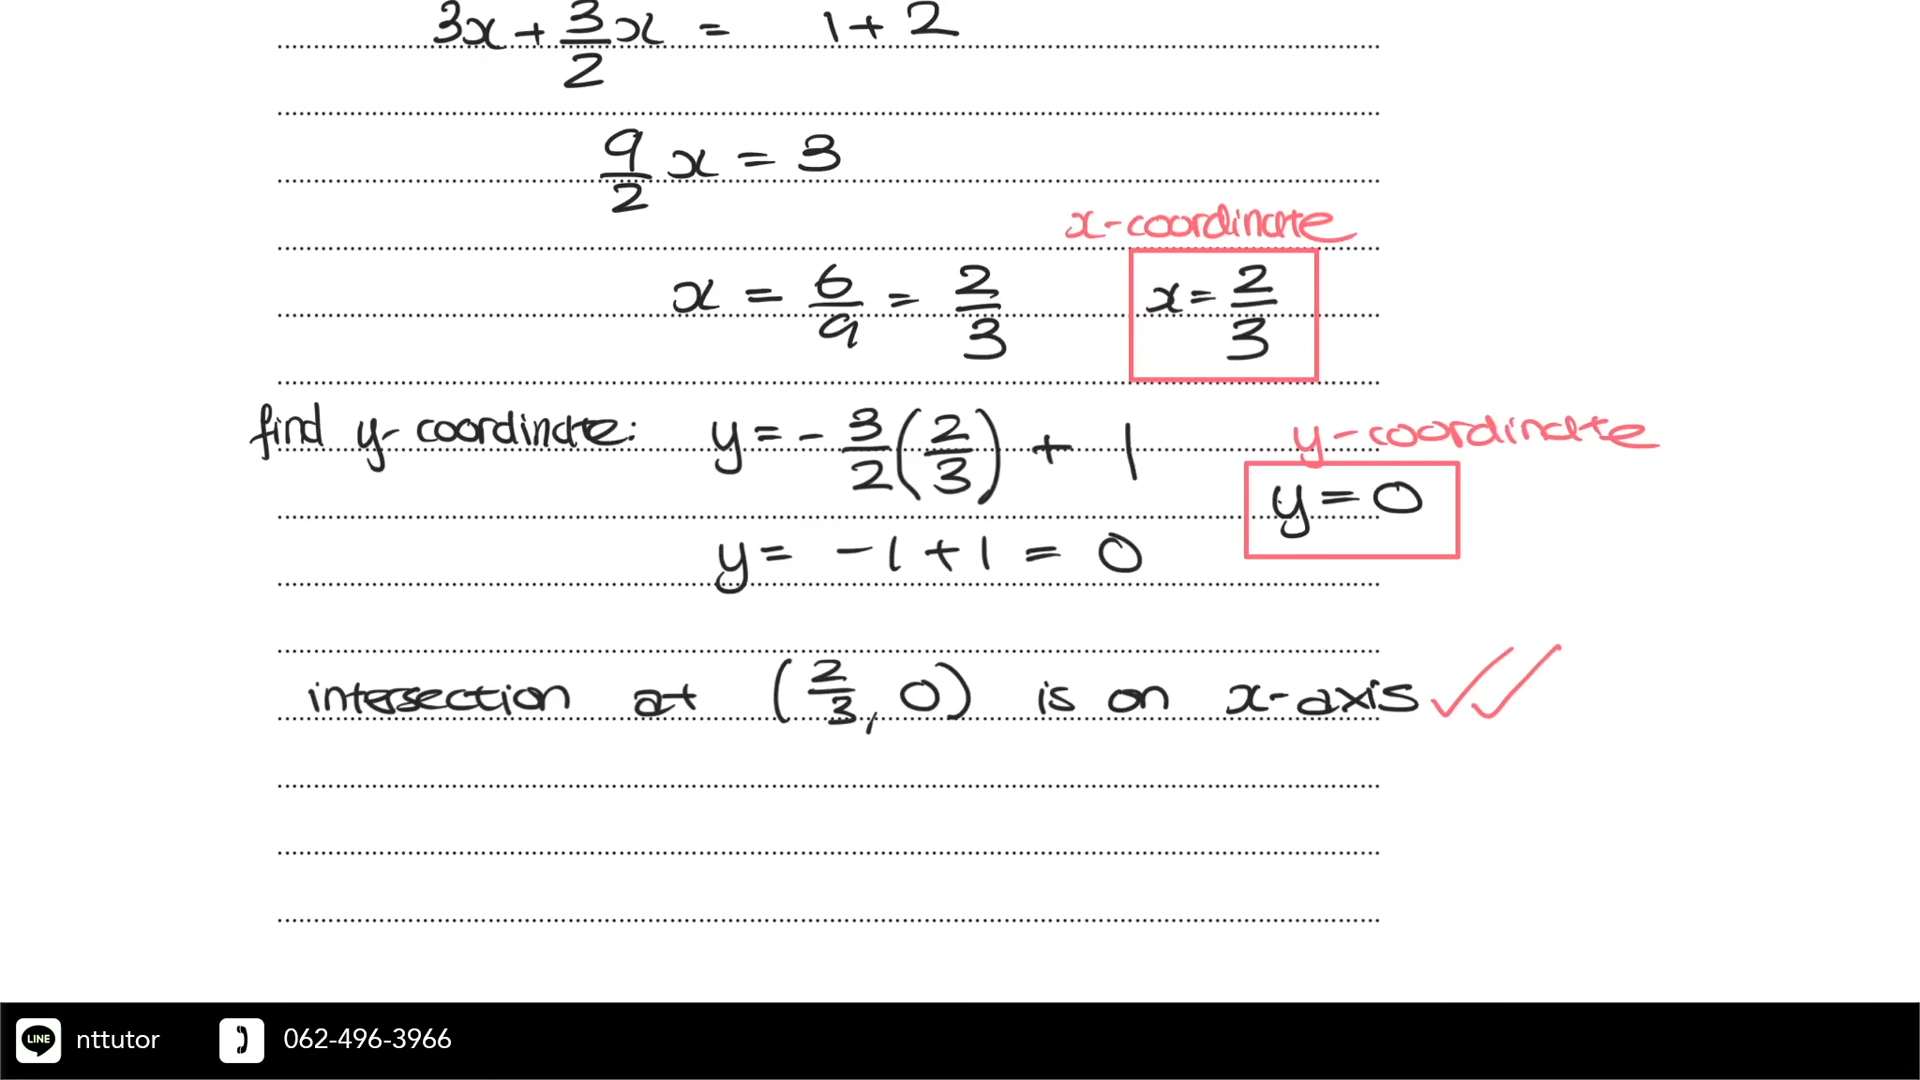 3x + 3/2 x = 1 + 2
9/2 x = 3
x-coordinate
x = 6/9 = 2/3
x = 2/3
find y-coordinate: y = - 3/2 (2/3) + 1
y-coordinate
y = 0
y = -1 + 1 = 0
intersection at (2/3, 0) is on x-axis ✓✓
LINE nttutor 062-496-3966